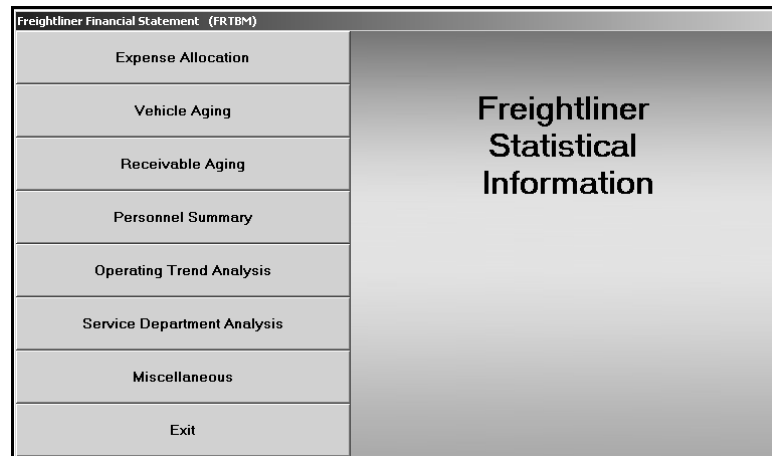 Freightliner Financial Statement (FRTBM)
Expense Allocation
Vehicle Aging
Receivable Aging
Personnel Summary
Operating Trend Analysis
Service Department Analysis
Miscellaneous
Exit
Freightliner
Statistical
Information